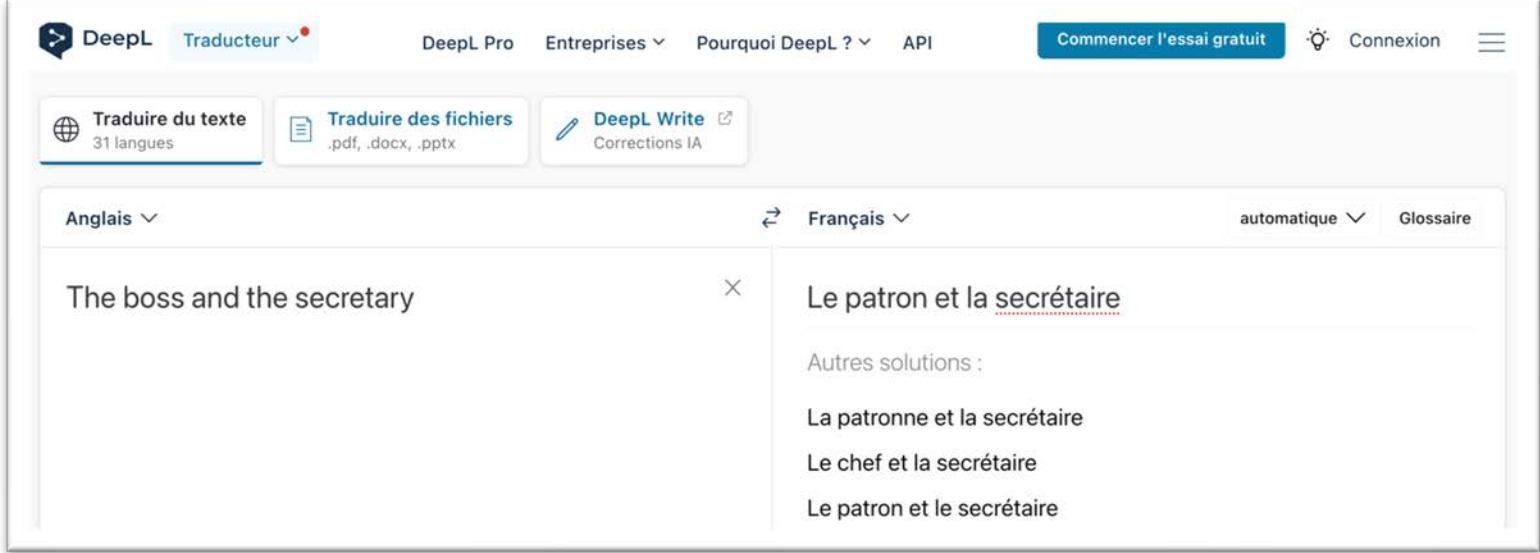 DeepL Traducteur DeepL Pro Entreprises Pourquoi DeepL ? API Commencer l'essai gratuit Connexion
Traduire du texte Traduire des fichiers DeepL Write
31 langues .pdf, .docx, .pptx Corrections IA
Anglais Français automatique Glossaire
The boss and the secretary Le patron et la secrétaire
Autres solutions :
La patronne et la secrétaire
Le chef et la secrétaire
Le patron et le secrétaire